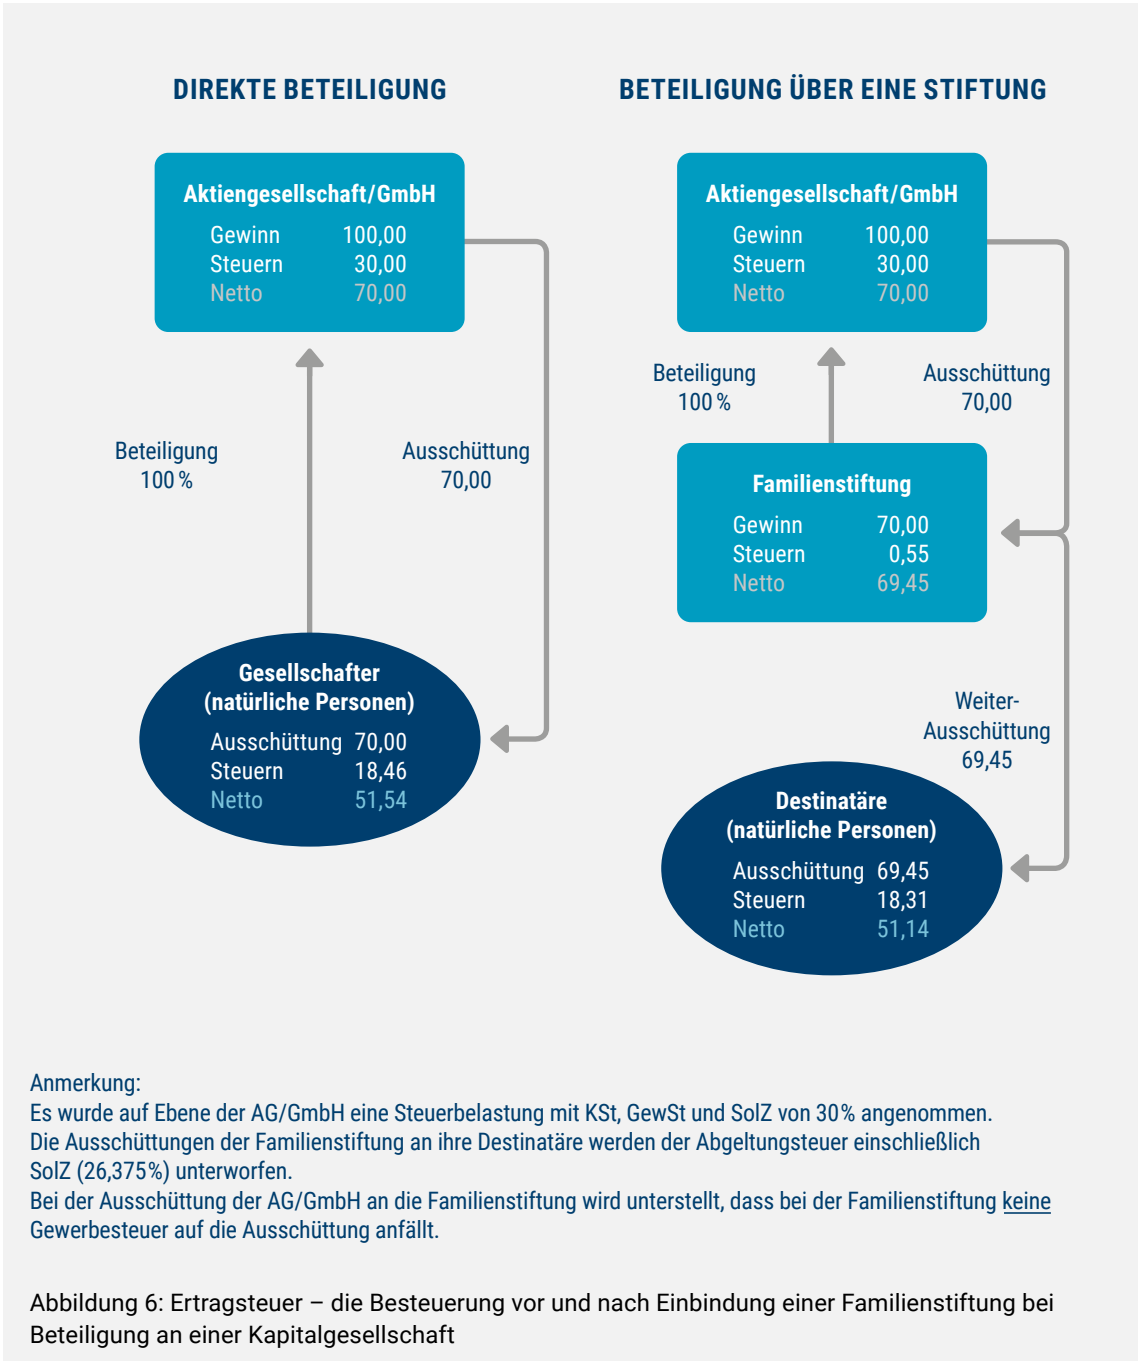 DIREKTE BETEILIGUNG
Aktiengesellschaft/GmbH
Gewinn 100,00
Steuern 30,00
Netto 70,00
Beteiligung
100 %
Ausschüttung
70,00
Gesellschafter
(natürliche Personen)
Ausschüttung 70,00
Steuern 18,46
Netto 51,54
BETEILIGUNG ÜBER EINE STIFTUNG
Aktiengesellschaft/GmbH
Gewinn 100,00
Steuern 30,00
Netto 70,00
Beteiligung
100 %
Ausschüttung
70,00
Familienstiftung
Gewinn 70,00
Steuern 0,55
Netto 69,45
Weiter-
Ausschüttung
69,45
Destinatäre
(natürliche Personen)
Ausschüttung 69,45
Steuern 18,31
Netto 51,14
Anmerkung:
Es wurde auf Ebene der AG/GmbH eine Steuerbelastung mit KSt, GewSt und SolZ von 30% angenommen.
Die Ausschüttungen der Familienstiftung an ihre Destinatäre werden der Abgeltungsteuer einschließlich
SolZ (26,375%) unterworfen.
Bei der Ausschüttung der AG/GmbH an die Familienstiftung wird unterstellt, dass bei der Familienstiftung keine
Gewerbesteuer auf die Ausschüttung anfällt.
Abbildung 6: Ertragsteuer – die Besteuerung vor und nach Einbindung einer Familienstiftung bei
Beteiligung an einer Kapitalgesellschaft